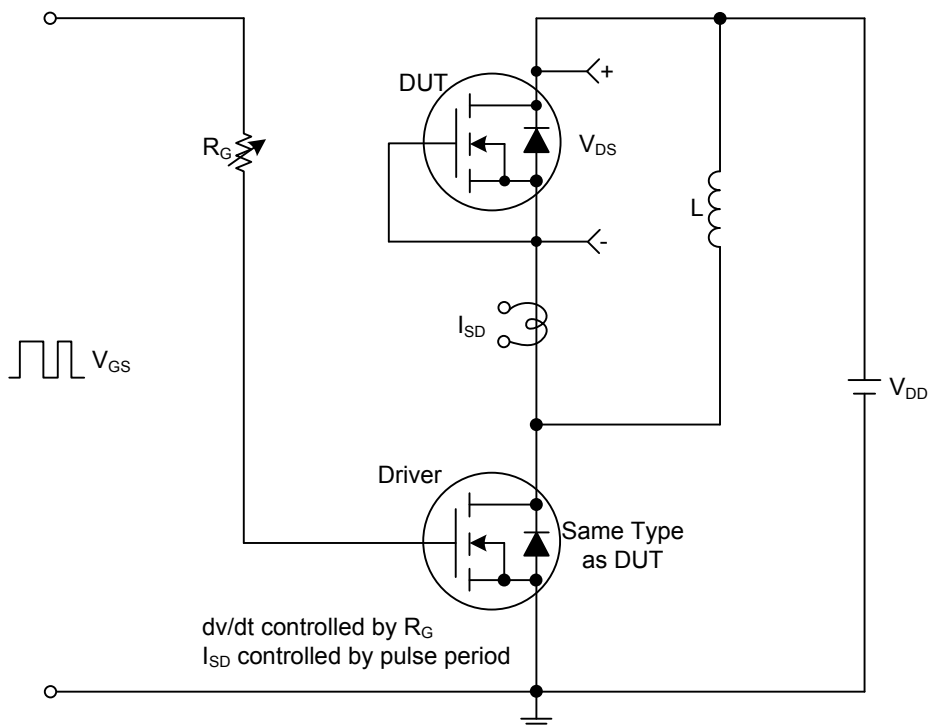 DUT
+
R_G
V_DS
L
-
I_SD
V_GS
V_DD
Driver
Same Type
as DUT
dv/dt controlled by R_G
I_SD controlled by pulse period